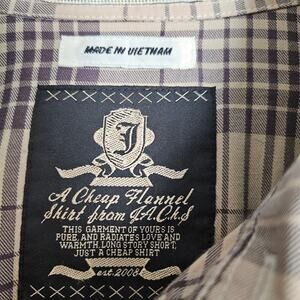 MADE IN VIETNAM
J
A Cheap Flannel
Shirt from J.A.C.H.S
THIS GARMENT OF YOURS IS
PURE AND RADIATES LOVE AND
WARMTH, LONG STORY SHORT,
JUST A CHEAP SHIRT
est.2008